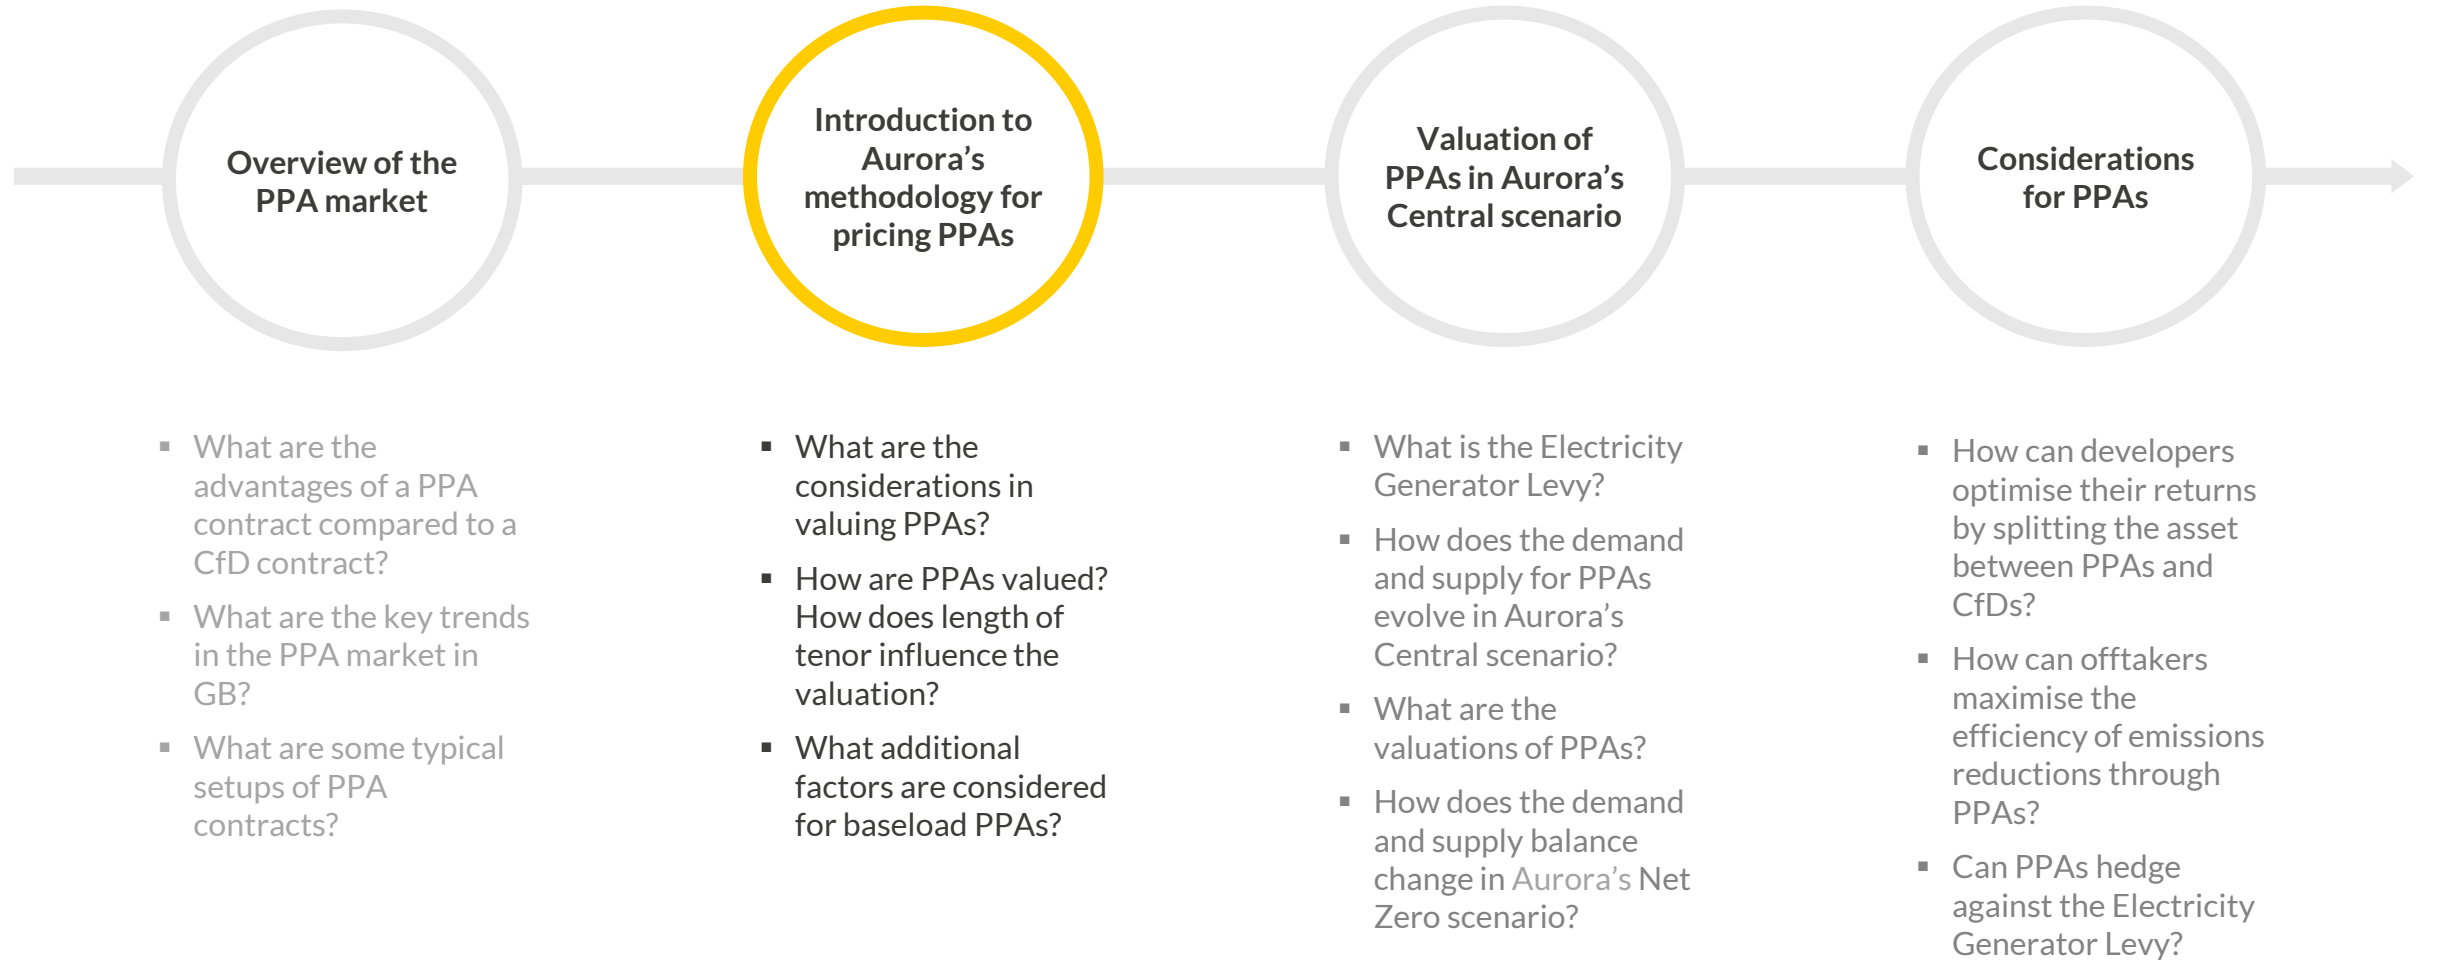 Overview of the
PPA market
Introduction to
Aurora’s
methodology for
pricing PPAs
Valuation of
PPAs in Aurora’s
Central scenario
Considerations
for PPAs
▪ What are the
advantages of a PPA
contract compared to a
CfD contract?
▪ What are the key trends
in the PPA market in
GB?
▪ What are some typical
setups of PPA
contracts?
▪ What are the
considerations in
valuing PPAs?
▪ How are PPAs valued?
How does length of
tenor influence the
valuation?
▪ What additional
factors are considered
for baseload PPAs?
▪ What is the Electricity
Generator Levy?
▪ How does the demand
and supply for PPAs
evolve in Aurora’s
Central scenario?
▪ What are the
valuations of PPAs?
▪ How does the demand
and supply balance
change in Aurora’s Net
Zero scenario?
▪ How can developers
optimise their returns
by splitting the asset
between PPAs and
CfDs?
▪ How can offtakers
maximise the
efficiency of emissions
reductions through
PPAs?
▪ Can PPAs hedge
against the Electricity
Generator Levy?